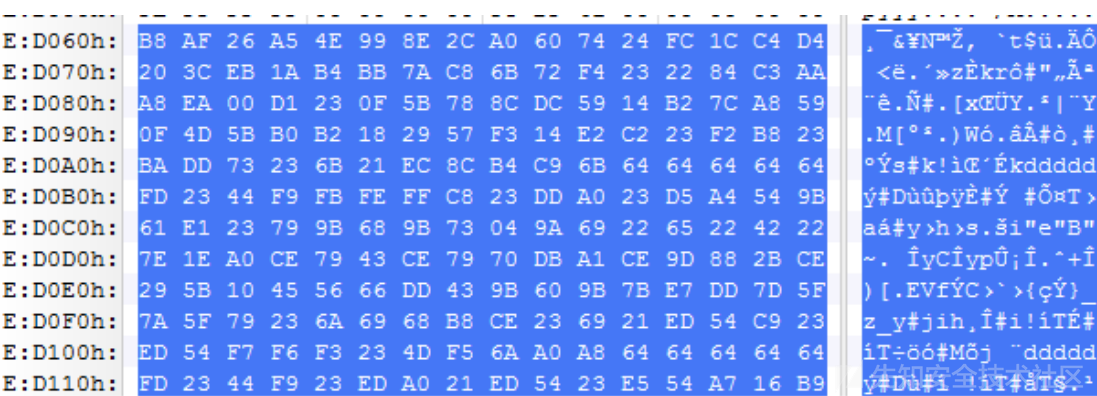 E:D060h: B8 AF 26 A5 4E 99 8E 2C A0 60 74 24 FC 1C C4 D4 ¸¯&¥N™Ž, `t$ü.ÄÔ
E:D070h: 20 3C EB 1A B4 BB 7A C8 6B 72 F4 23 22 84 C3 AA <ë.´»zÈkrô#"„Ãª
E:D080h: A8 EA 00 D1 23 0F 5B 78 8C DC 59 14 B2 7C A8 59 ¨ê.Ñ#.[xŒÜY.²|¨Y
E:D090h: 0F 4D 5B B0 B2 18 29 57 F3 14 E2 C2 23 F2 B8 23 .M[°².)Wó.âÂ#ò¸#
E:D0A0h: BA DD 73 23 6B 21 EC 8C B4 C9 6B 64 64 64 64 64 ºÝs#k!ìŒ´Ékddddd
E:D0B0h: FD 23 44 F9 FB FE FF C8 23 DD A0 23 D5 A4 54 9B ý#DùûþÿÈ#Ý #Õ¤T›
E:D0C0h: 61 E1 23 79 9B 68 9B 73 04 9A 69 22 65 22 42 22 aá#y›h›s.ši"e"B"
E:D0D0h: 7E 1E A0 CE 79 43 CE 79 70 DB A1 CE 9D 88 2B CE ~. ÎyCÎypÛ¡Î.ˆ+Î
E:D0E0h: 29 5B 10 45 56 66 DD 43 9B 60 9B 7B E7 DD 7D 5F )[.EVfÝC›`›{çÝ}_
E:D0F0h: 7A 5F 79 23 6A 69 68 B8 CE 23 69 21 ED 54 C9 23 z_y#jih¸Î#i!íTÉ#
E:D100h: ED 54 F7 F6 F3 23 4D F5 6A A0 A8 64 64 64 64 64 íT÷öó#Mõj ¨ddddd
E:D110h: FD 23 44 F9 23 ED A0 21 ED 54 23 E5 54 A7 16 B9 ý#Dù#í !íT#åT§.¹
先知安全技术社区